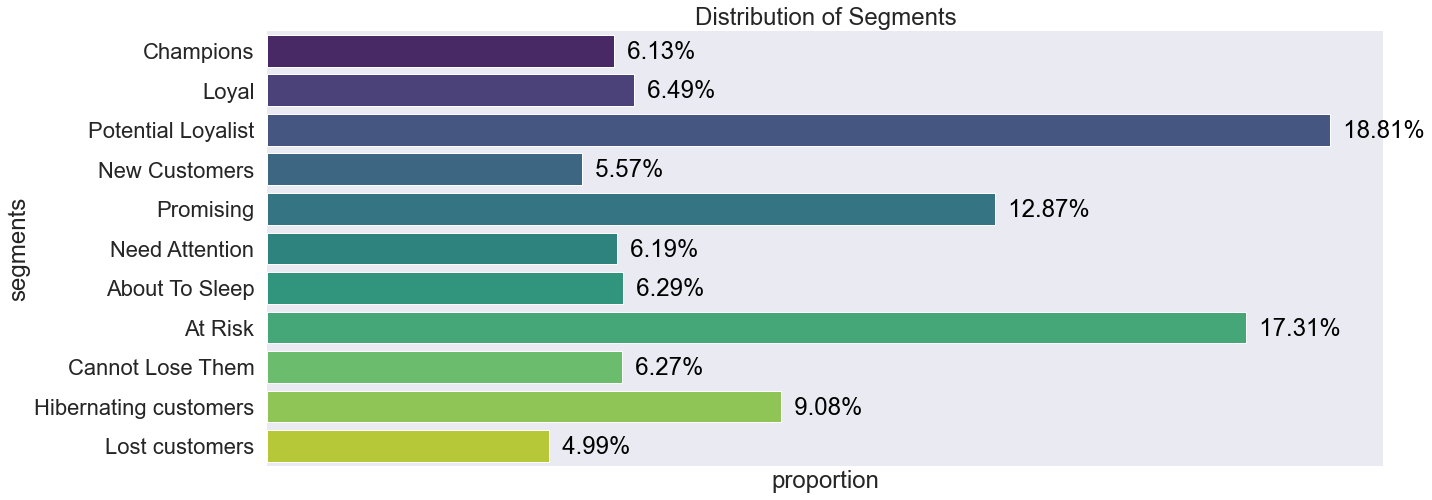 Distribution of Segments
Champions 6.13%
Loyal 6.49%
Potential Loyalist 18.81%
New Customers 5.57%
Promising 12.87%
Need Attention 6.19%
About To Sleep 6.29%
At Risk 17.31%
Cannot Lose Them 6.27%
Hibernating customers 9.08%
Lost customers 4.99%
segments
proportion